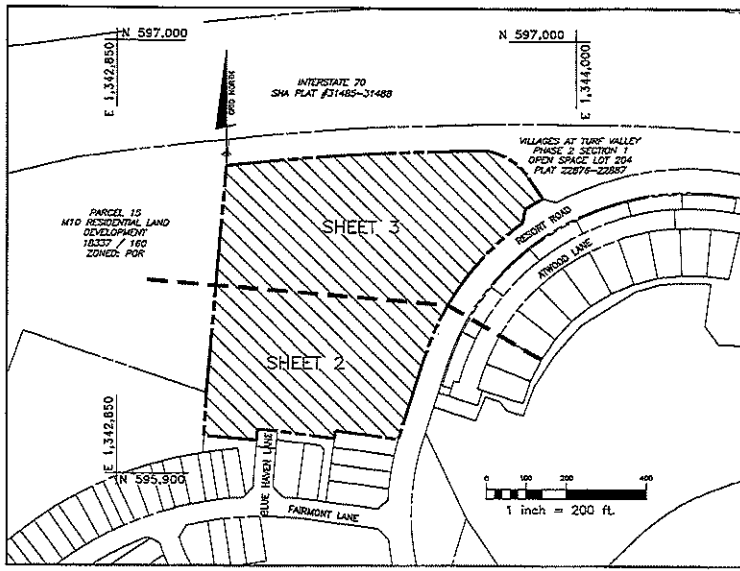 N 597,000
E 1,342,850
N 597,000
E 1,344,000
GRID NORTH
INTERSTATE 70
SHA PLAT #31485-31488
VILLAGES AT TURF VALLEY
PHASE 2 SECTION 1
OPEN SPACE LOT 204
PLAT 22876-22887
PARCEL 15
M10 RESIDENTIAL LAND
DEVELOPMENT
18337 / 160
ZONED: POR
SHEET 3
RESORT ROAD
ATWOOD LANE
SHEET 2
E 1,342,850
N 595,900
BLUE HAVEN LANE
FAIRMONT LANE
0 100 200 400
1 inch = 200 ft.